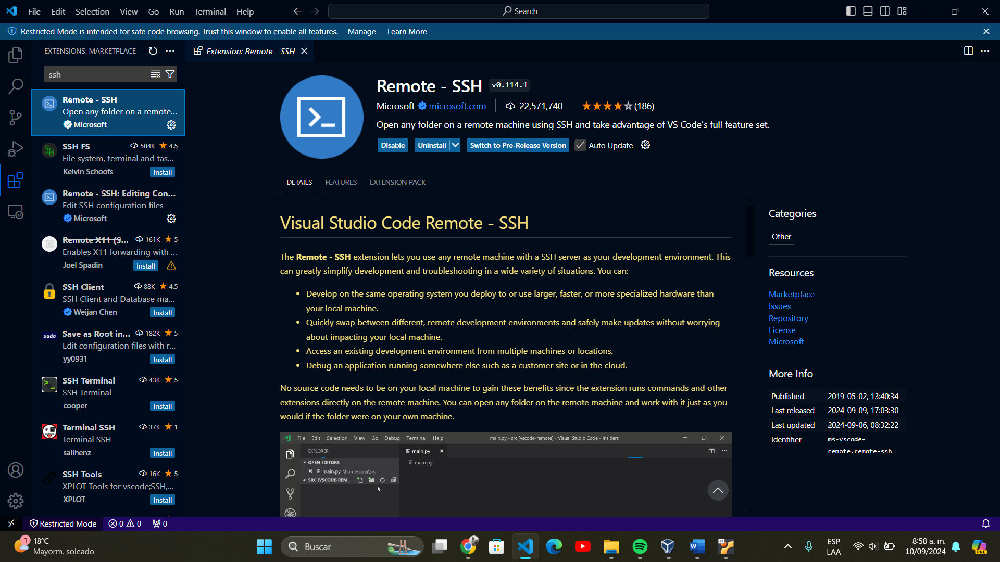 File Edit Selection View Go Run Terminal Help
Search
Restricted Mode is intended for safe code browsing. Trust this window to enable all features. Manage Learn More
EXTENSIONS: MARKETPLACE
ssh
Remote - SSH
Open any folder on a remote...
Microsoft
SSH FS 584K 4.5
File system, terminal and tas...
Kelvin Schoofs Install
Remote - SSH: Editing Con...
Edit SSH configuration files
Microsoft
Remote X11 (S... 161K 5
Enables X11 forwarding with ...
Joel Spadin Install
SSH Client 88K 4.5
SSH Client and Database ma...
Weijan Chen Install
sudo Save as Root in... 182K 5
Edit configuration files with r...
yy0931 Install
SSH Terminal 43K 5
SSH Terminal
cooper Install
Terminal SSH 37K 1
Terminal SSH
sailhenz Install
SSH Tools 16K 5
XPLOT Tools for vscode;SSH,...
XPLOT Install
Extension: Remote - SSH
Remote - SSH v0.114.1
Microsoft microsoft.com 22,571,740 (186)
Open any folder on a remote machine using SSH and take advantage of VS Code's full feature set.
Disable Uninstall Switch to Pre-Release Version Auto Update
DETAILS FEATURES EXTENSION PACK
Visual Studio Code Remote - SSH
The Remote - SSH extension lets you use any remote machine with a SSH server as your development environment. This
can greatly simplify development and troubleshooting in a wide variety of situations. You can:
• Develop on the same operating system you deploy to or use larger, faster, or more specialized hardware than
your local machine.
• Quickly swap between different, remote development environments and safely make updates without worrying
about impacting your local machine.
• Access an existing development environment from multiple machines or locations.
• Debug an application running somewhere else such as a customer site or in the cloud.
No source code needs to be on your local machine to gain these benefits since the extension runs commands and other
extensions directly on the remote machine. You can open any folder on the remote machine and work with it just as you
would if the folder were on your own machine.
File Edit Selection View Go Debug Terminal Help main.py - src [vscode-remote] - Visual Studio Code - Insiders
EXPLORER main.py
OPEN EDITORS main.py
main.py \home\sana\src
SRC [VSCODE-REM...
Categories
Other
Resources
Marketplace
Issues
Repository
License
Microsoft
More Info
Published 2019-05-02, 13:40:34
Last released 2024-09-09, 17:03:30
Last updated 2024-09-06, 08:32:22
Identifier ms-vscode-
remote.remote-ssh
Restricted Mode 0 0 0
1 18°C
Mayorm. soleado
Buscar
64
ESP
LAA
8:58 a. m.
10/09/2024
PRE